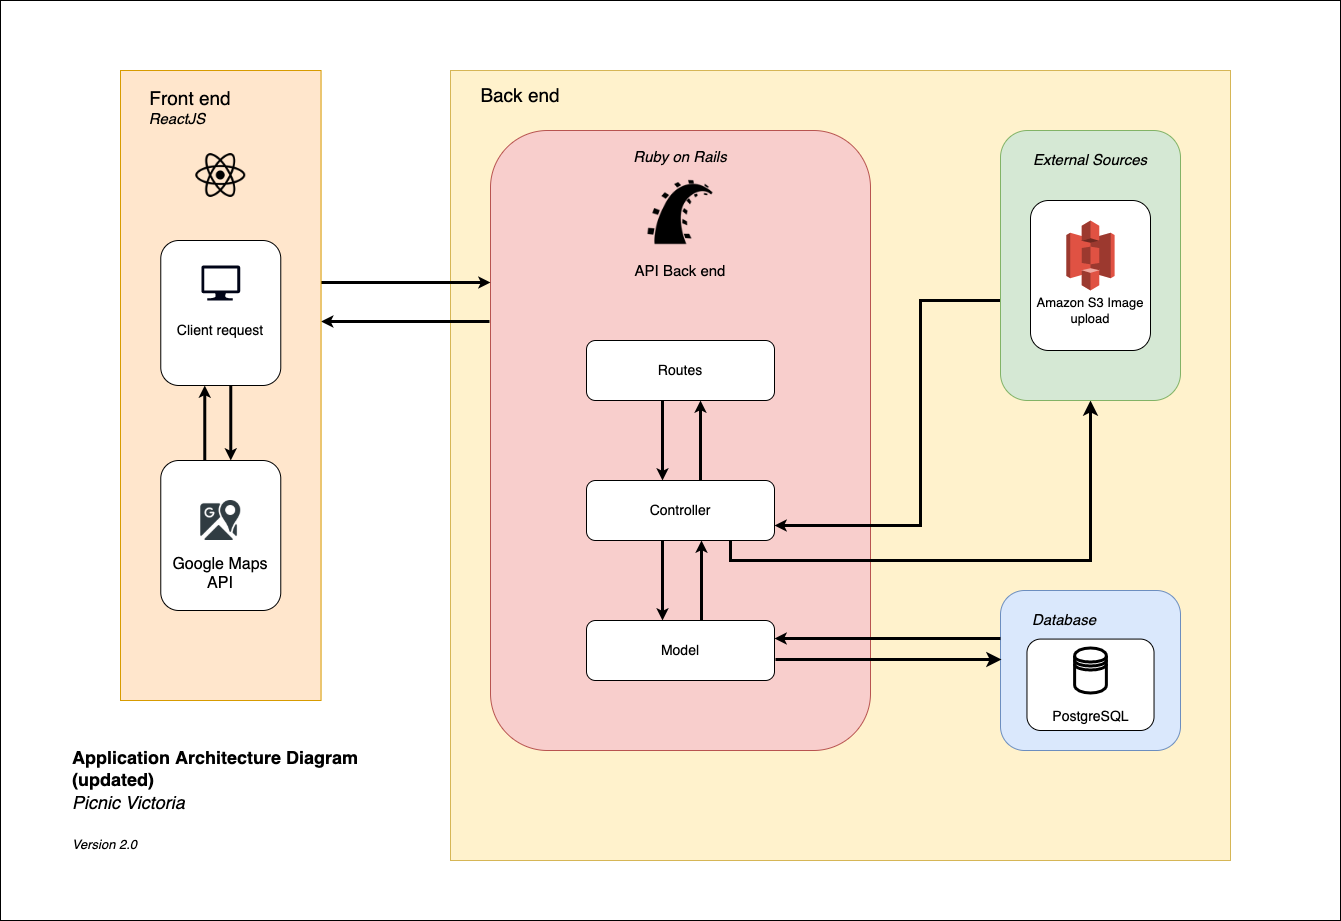 Front end
ReactJS
Client request
G
Google Maps
API
Back end
Ruby on Rails
API Back end
Routes
Controller
Model
External Sources
Amazon S3 Image
upload
Database
PostgreSQL
Application Architecture Diagram
(updated)
Picnic Victoria
Version 2.0